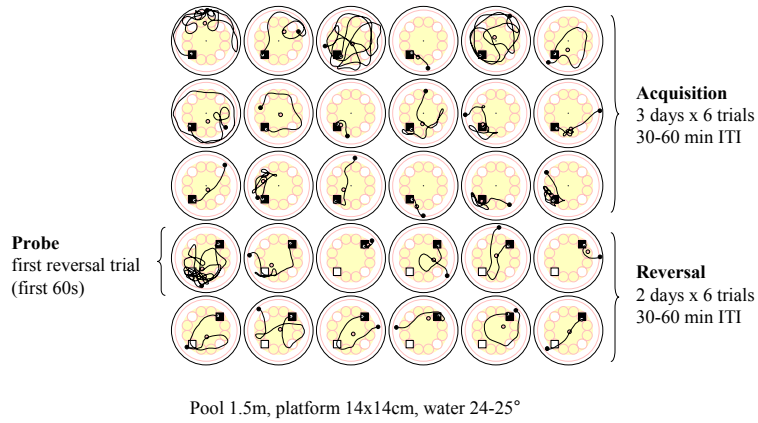 Acquisition
3 days x 6 trials
30-60 min ITI
Probe
first reversal trial
(first 60s)
Reversal
2 days x 6 trials
30-60 min ITI
Pool 1.5m, platform 14x14cm, water 24-25°